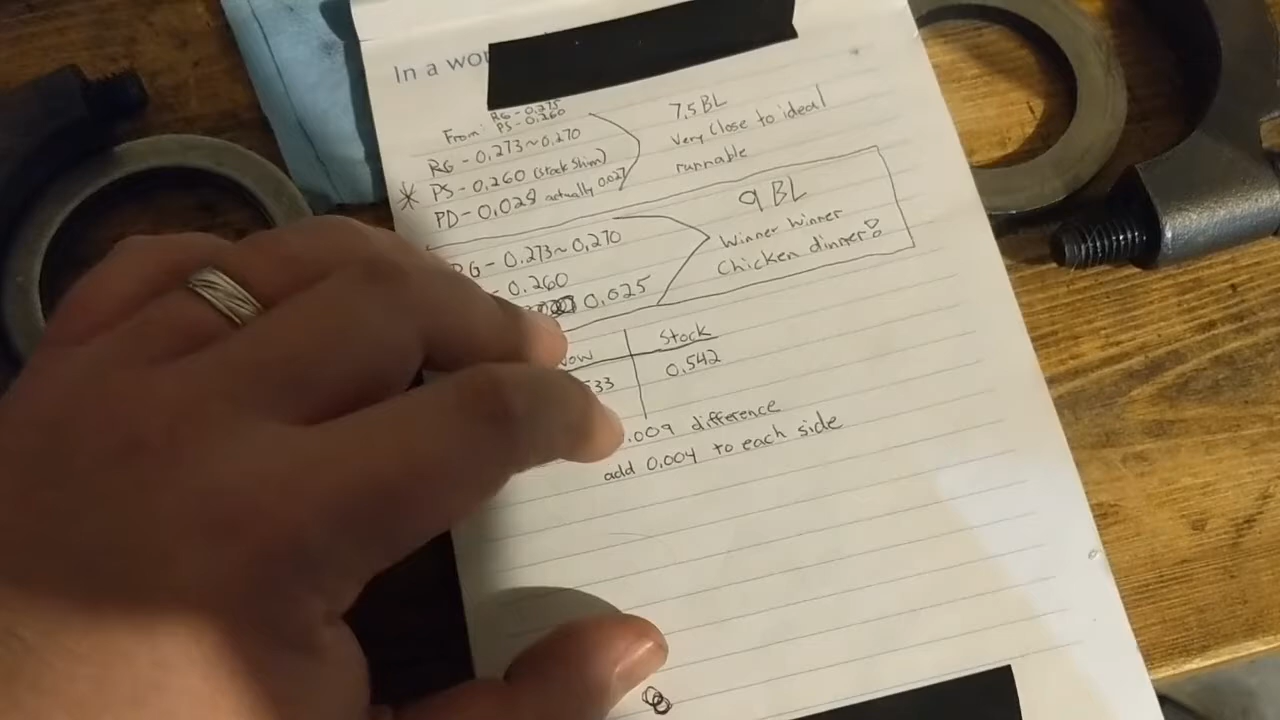 In a
From: RG - 0.275
PS - 0.260
RG - 0.273 ~ 0.270
* PS - 0.260 (Stock Shim)
PD - 0.028 actually 0.027
7.5 BL
Very Close to ideal
runnable
RG - 0.273 ~ 0.270
- 0.260
0.025
9 BL
Winner Winner
Chicken dinner!
Now
Stock
533
0.542
.009 difference
add 0.004 to each side